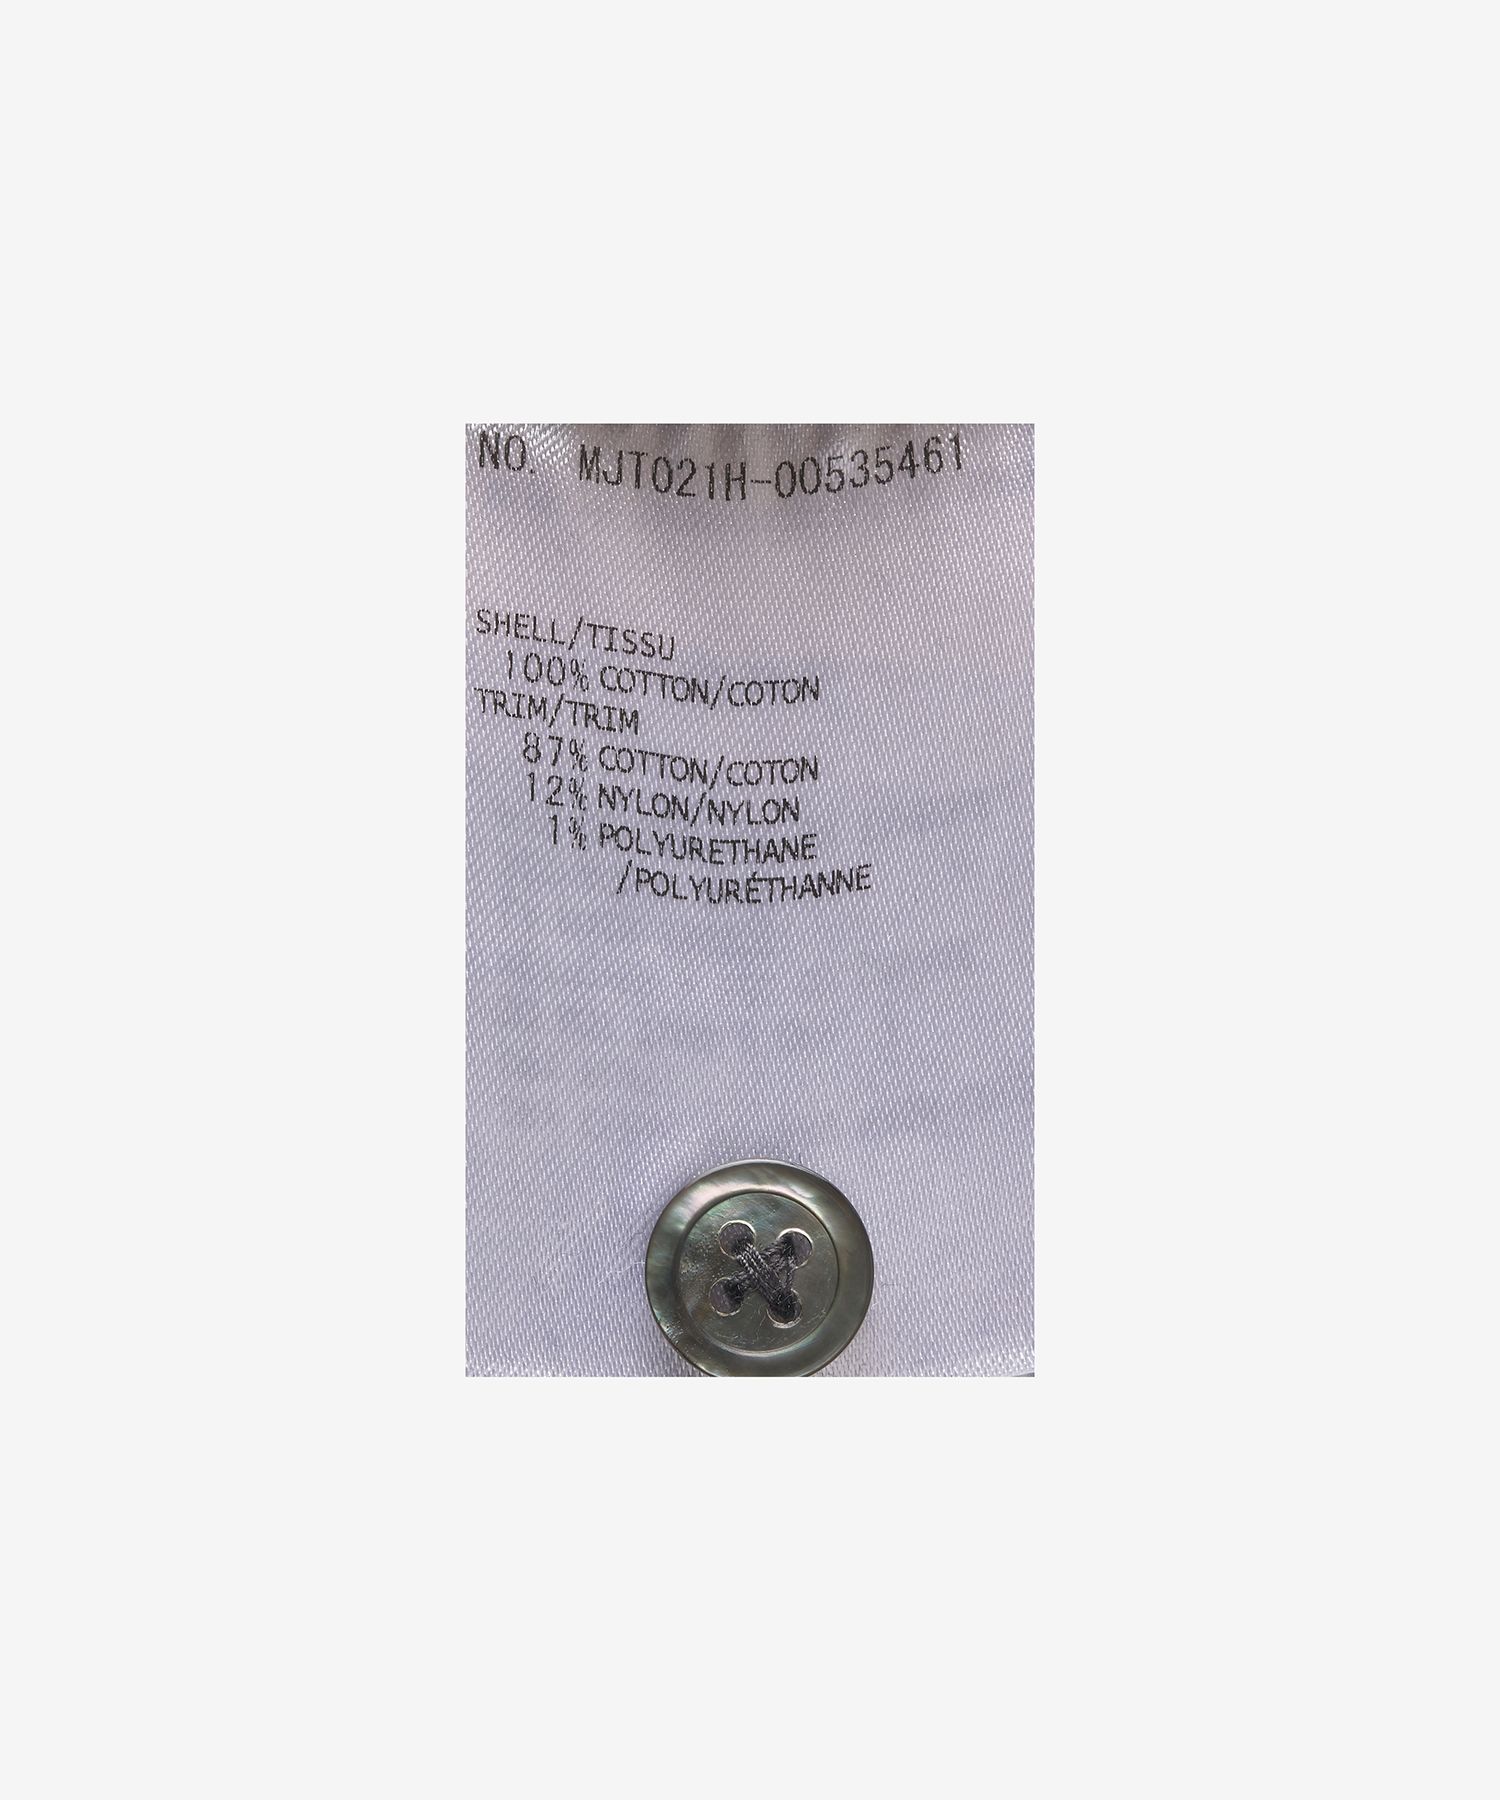 NO. MJT021H-00535461
SHELL/TISSU
100% COTTON/COTON
TRIM/TRIM
87% COTTON/COTON
12% NYLON/NYLON
1% POLYURETHANE
/POLYURÉTHANNE